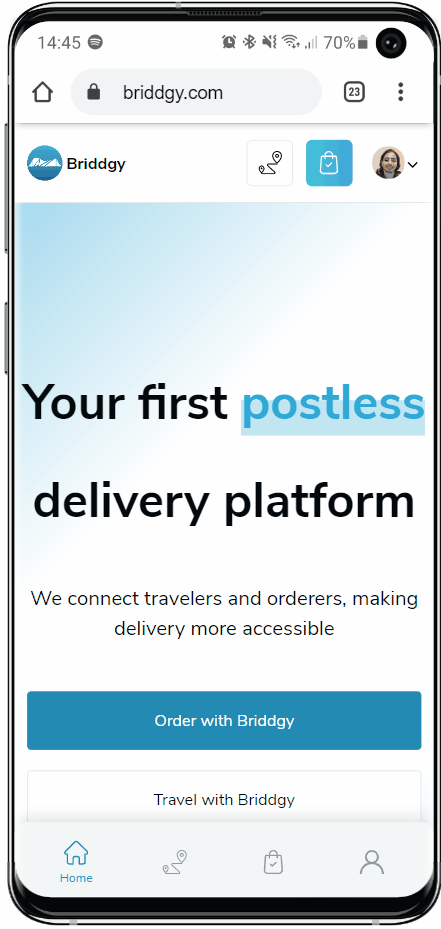 14:45 70%
briddgy.com 23
Briddgy
Your first postless
delivery platform
We connect travelers and orderers, making
delivery more accessible
Order with Briddgy
Travel with Briddgy
Home